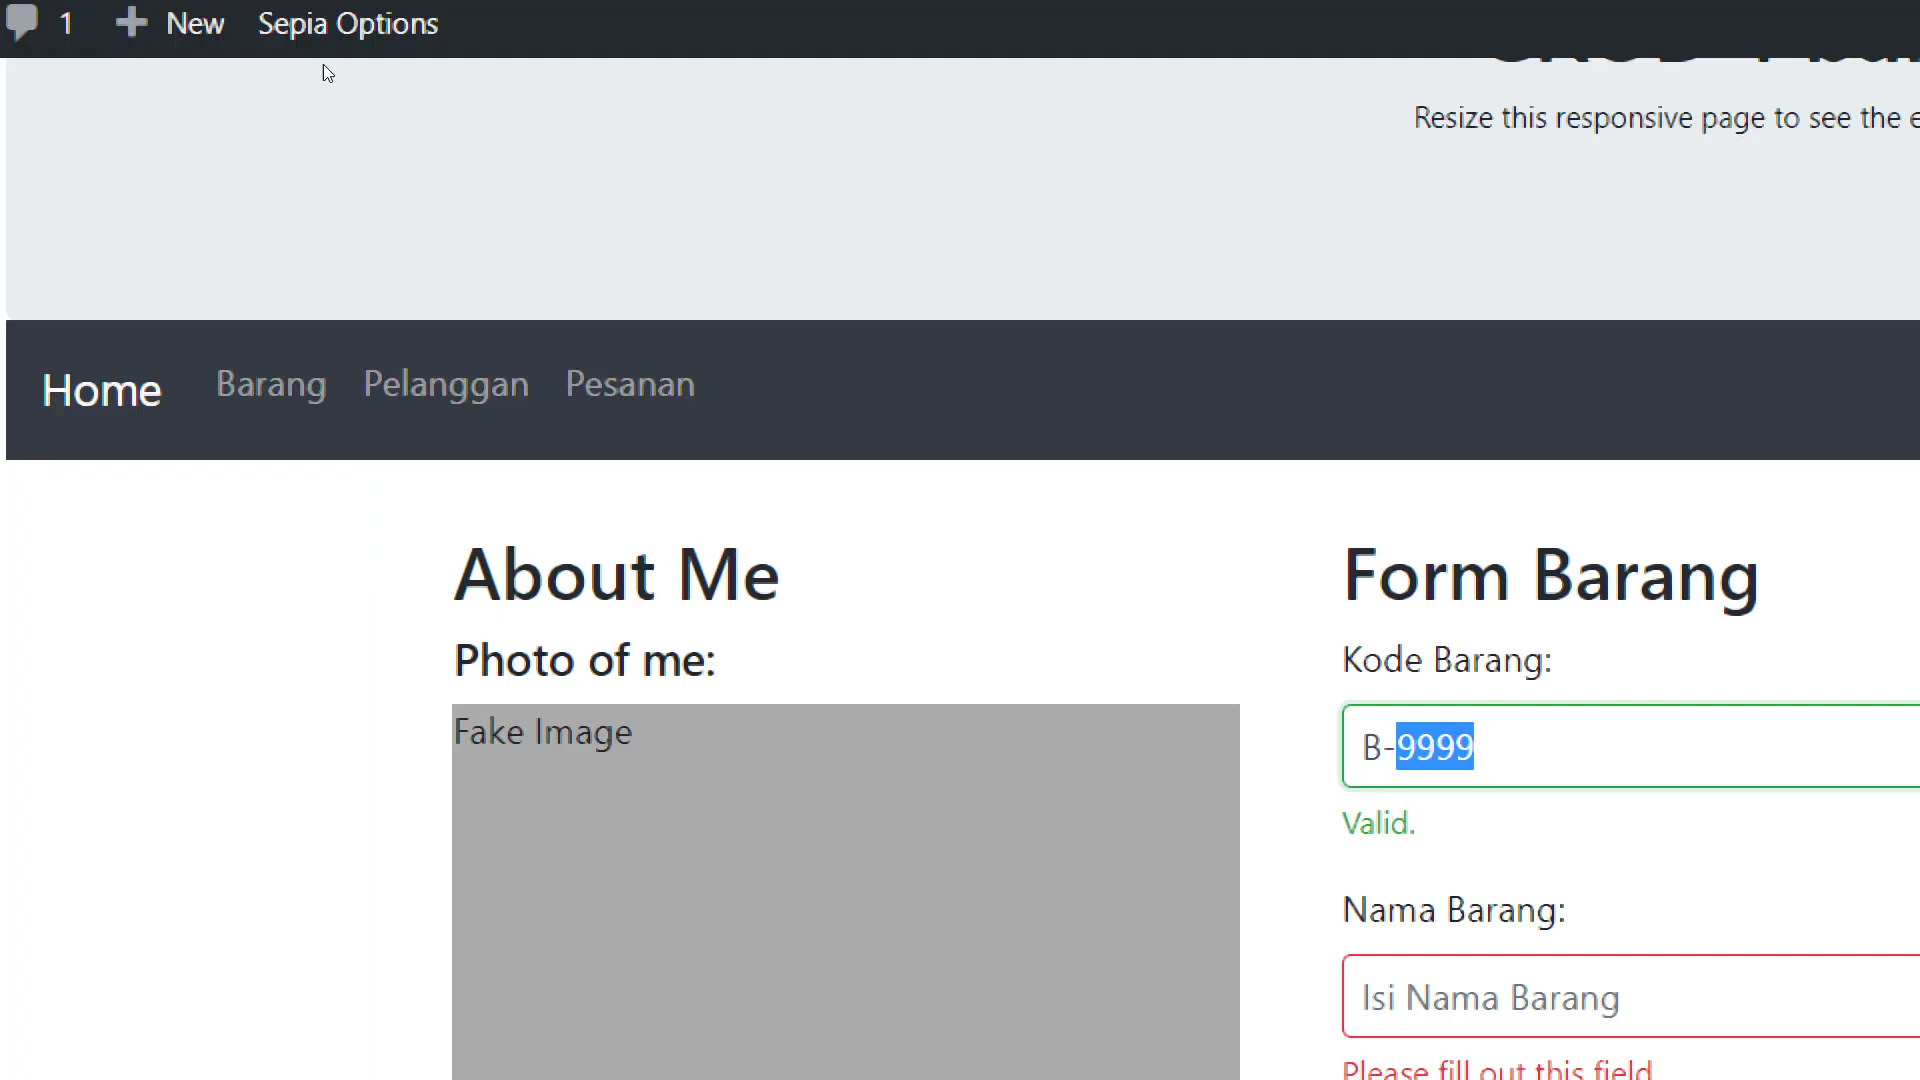 1 New Sepia Options
Resize this responsive page to see the
Home Barang Pelanggan Pesanan
About Me
Photo of me:
Fake Image
Form Barang
Kode Barang:
B-9999
Valid.
Nama Barang:
Isi Nama Barang
Please fill out this field